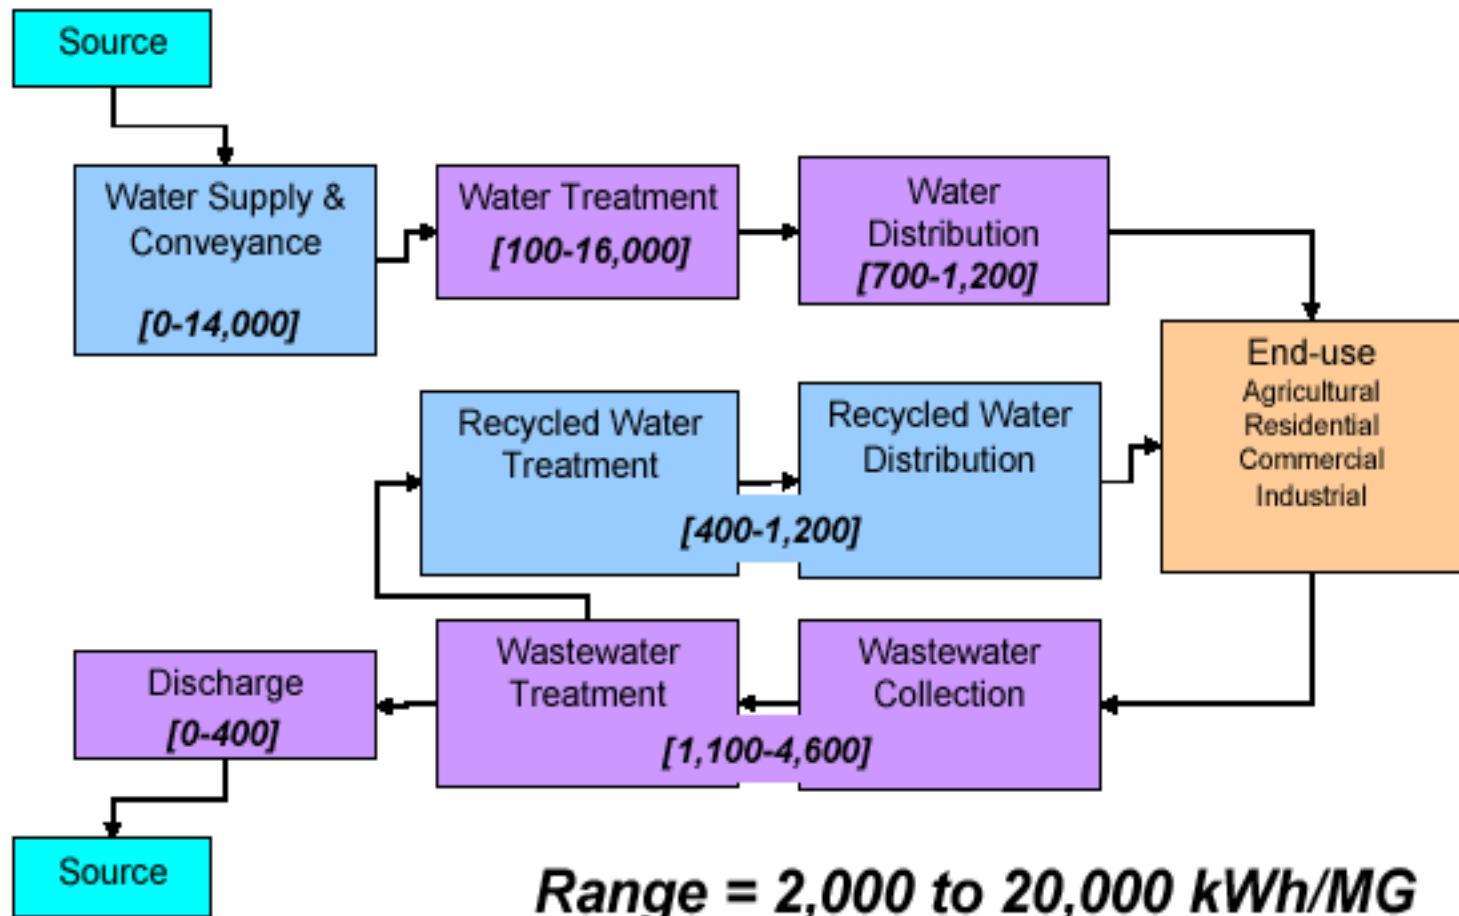 Source
Water Supply &
Conveyance
[0-14,000]
Water Treatment
[100-16,000]
Water
Distribution
[700-1,200]
End-use
Agricultural
Residential
Commercial
Industrial
Recycled Water
Treatment
Recycled Water
Distribution
[400-1,200]
Wastewater
Treatment
Wastewater
Collection
[1,100-4,600]
Discharge
[0-400]
Source
Range = 2,000 to 20,000 kWh/MG